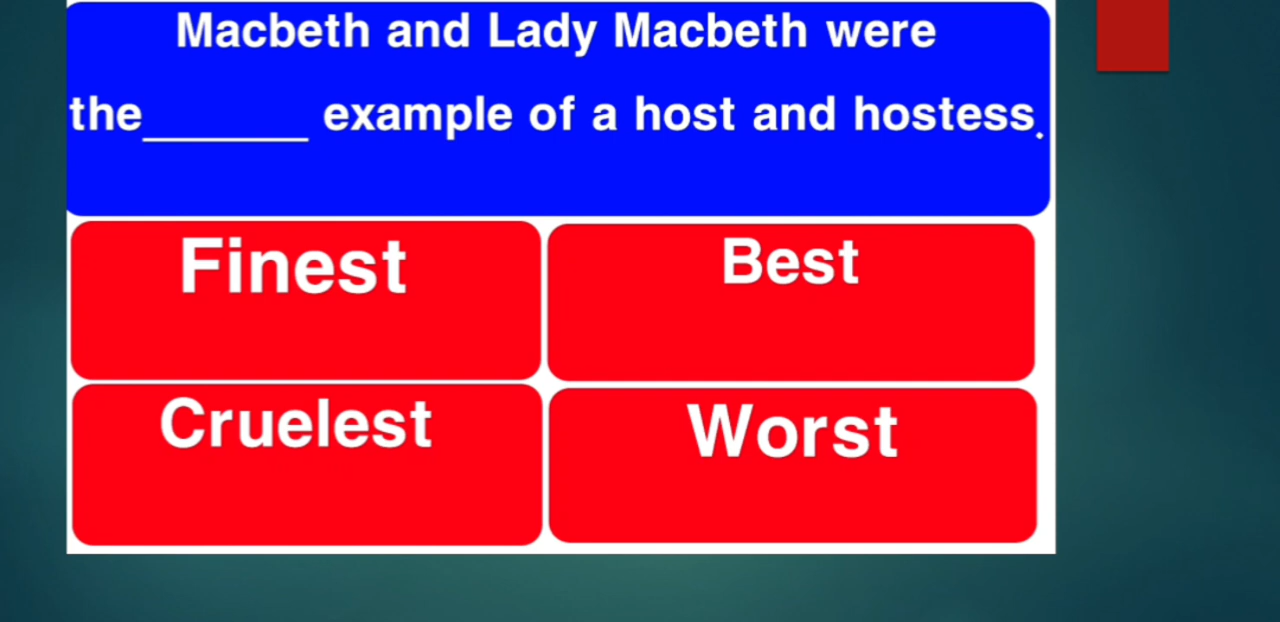 Macbeth and Lady Macbeth were
the______ example of a host and hostess.
Finest
Best
Cruelest
Worst